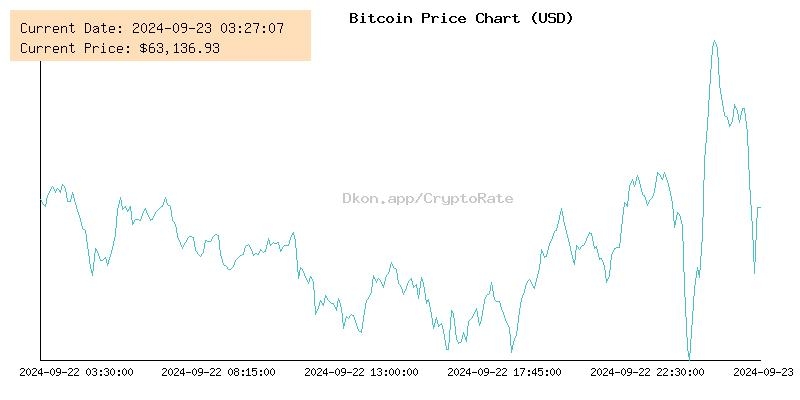 Bitcoin Price Chart (USD)
Current Date: 2024-09-23 03:27:07
Current Price: $63,136.93
Dkon.app/CryptoRate
2024-09-22 03:30:00 2024-09-22 08:15:00 2024-09-22 13:00:00 2024-09-22 17:45:00 2024-09-22 22:30:00 2024-09-23